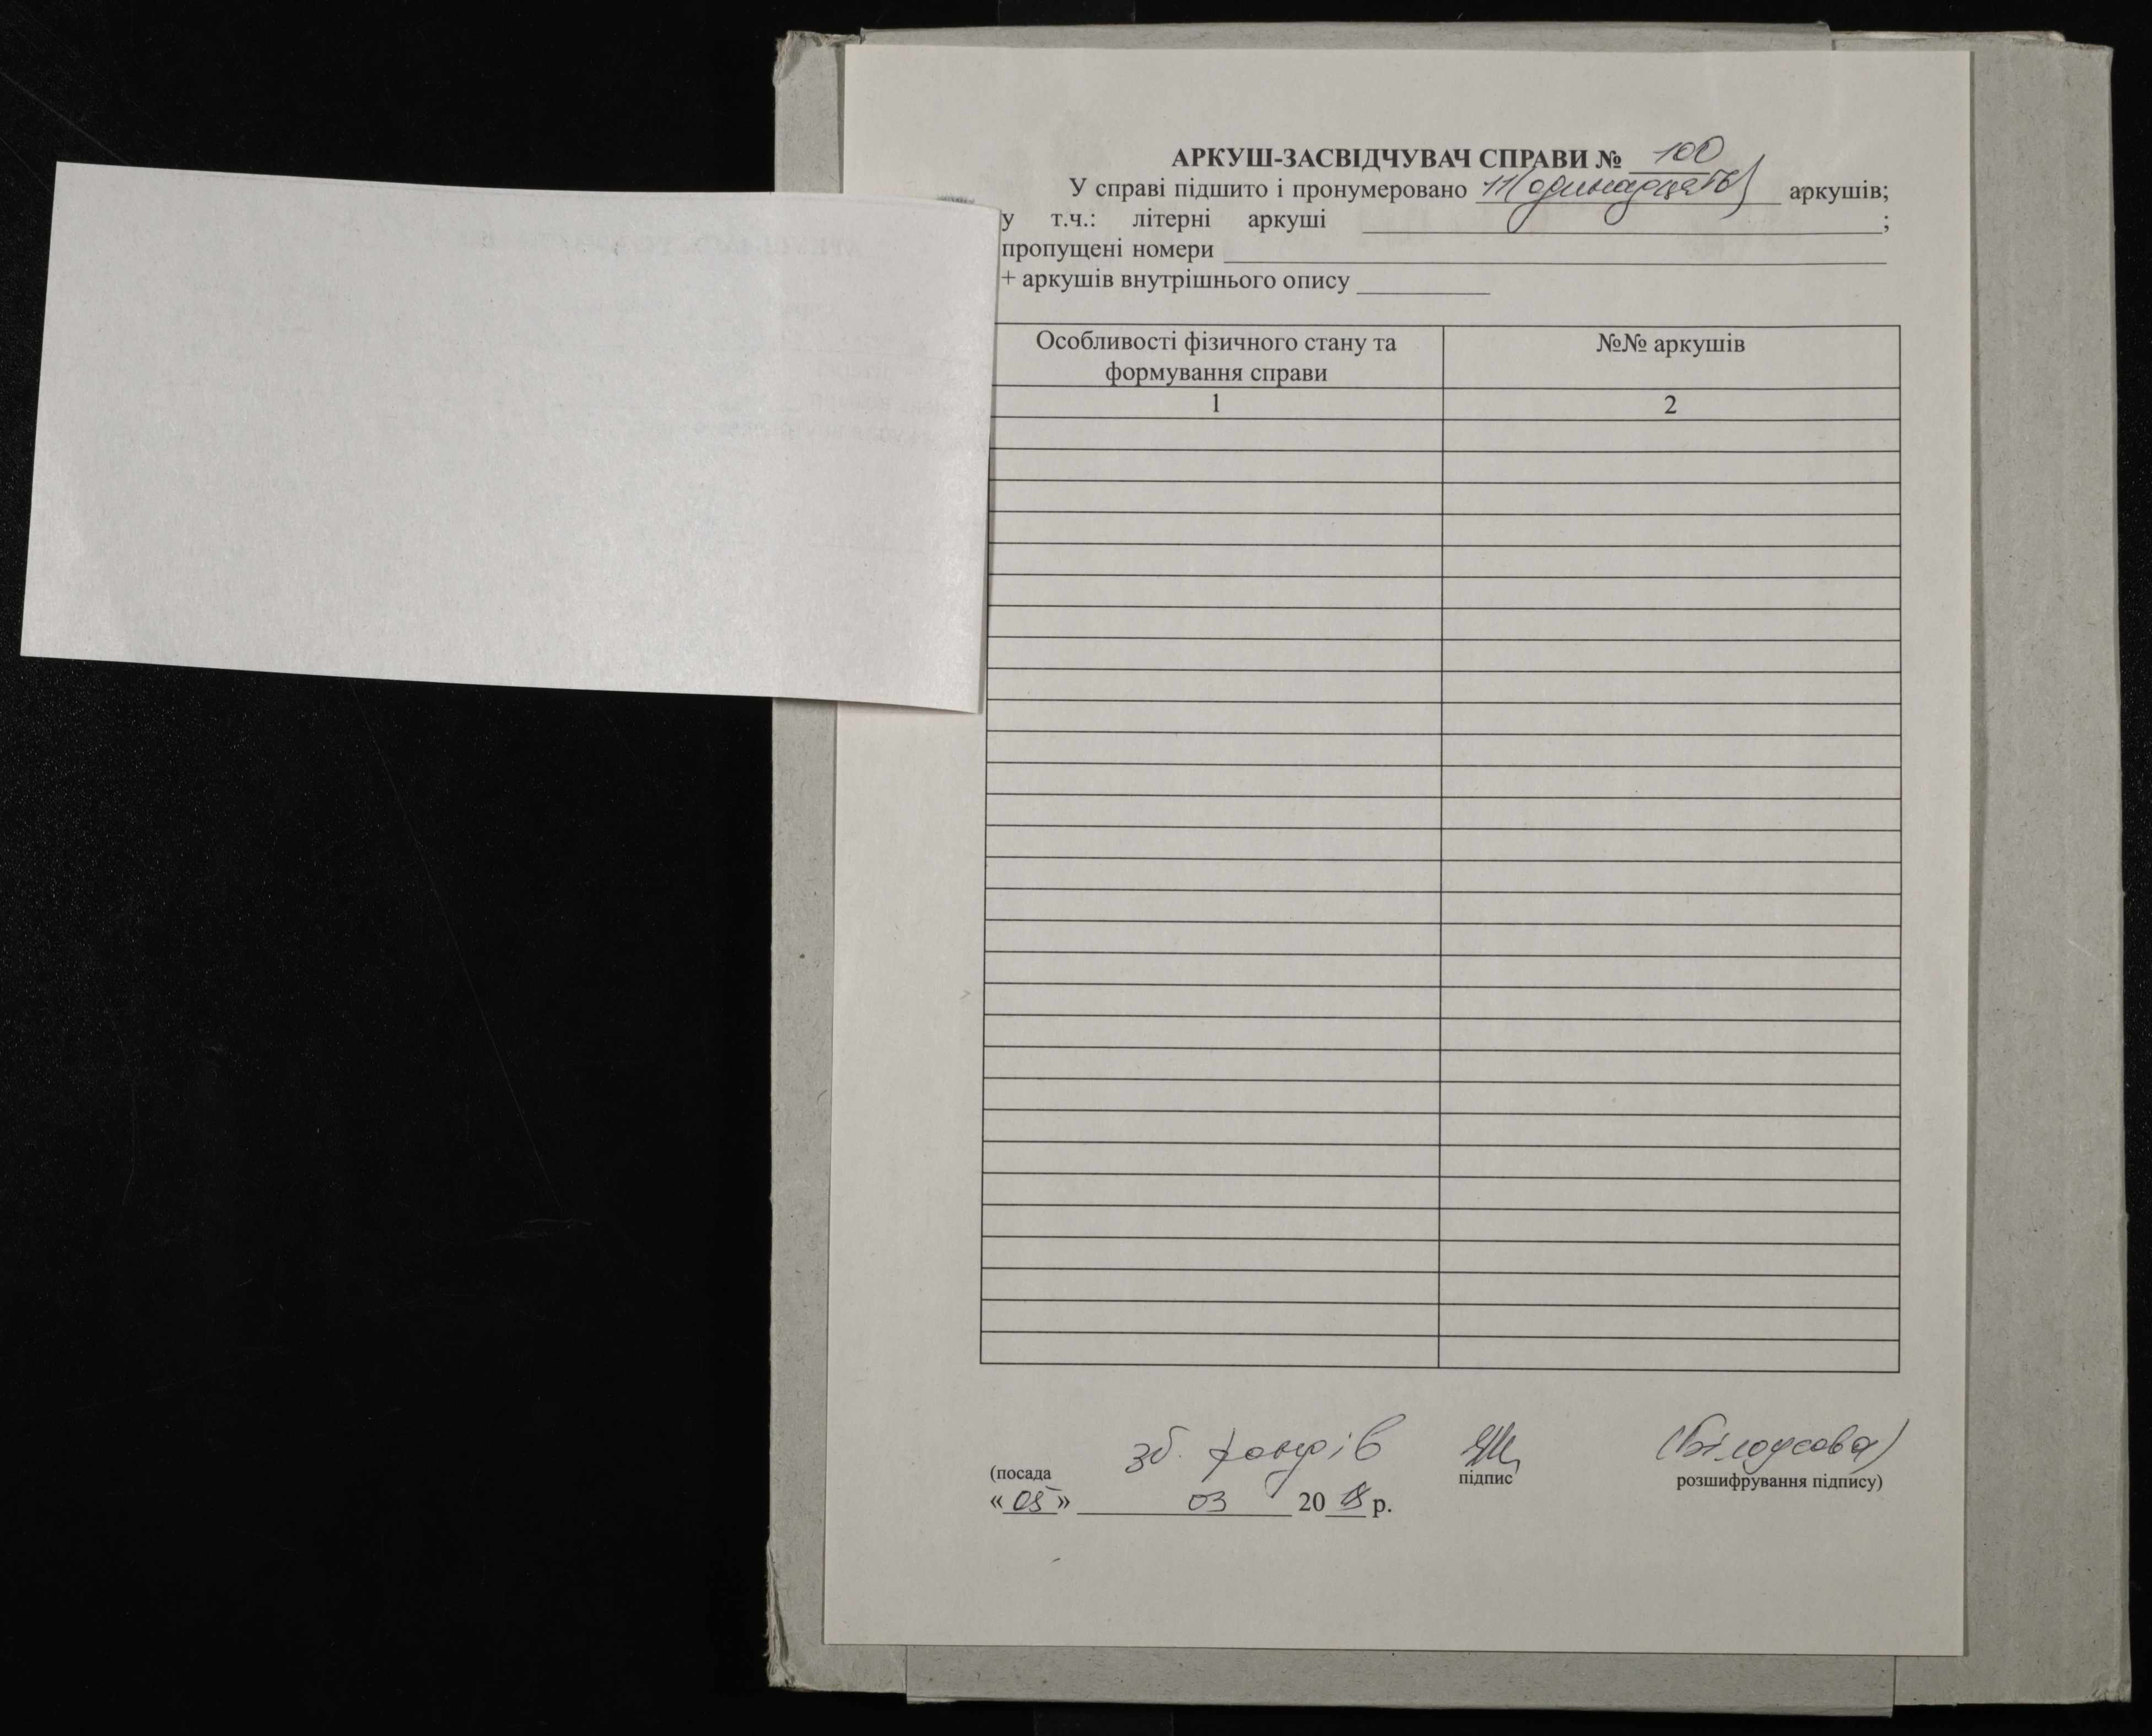 АРКУШ-ЗАСВІДЧУВАЧ СПРАВИ № 100
У справі підшито і пронумеровано 11 (одинадцять) аркушів;
у т.ч.: літерні аркуші ;
пропущені номери
+ аркушів внутрішнього опису
Особливості фізичного стану та формування справи
№№ аркушів
1 2
зб. фондів (Білоусова)
(посада підпис розшифрування підпису)
«05» 03 20 р.